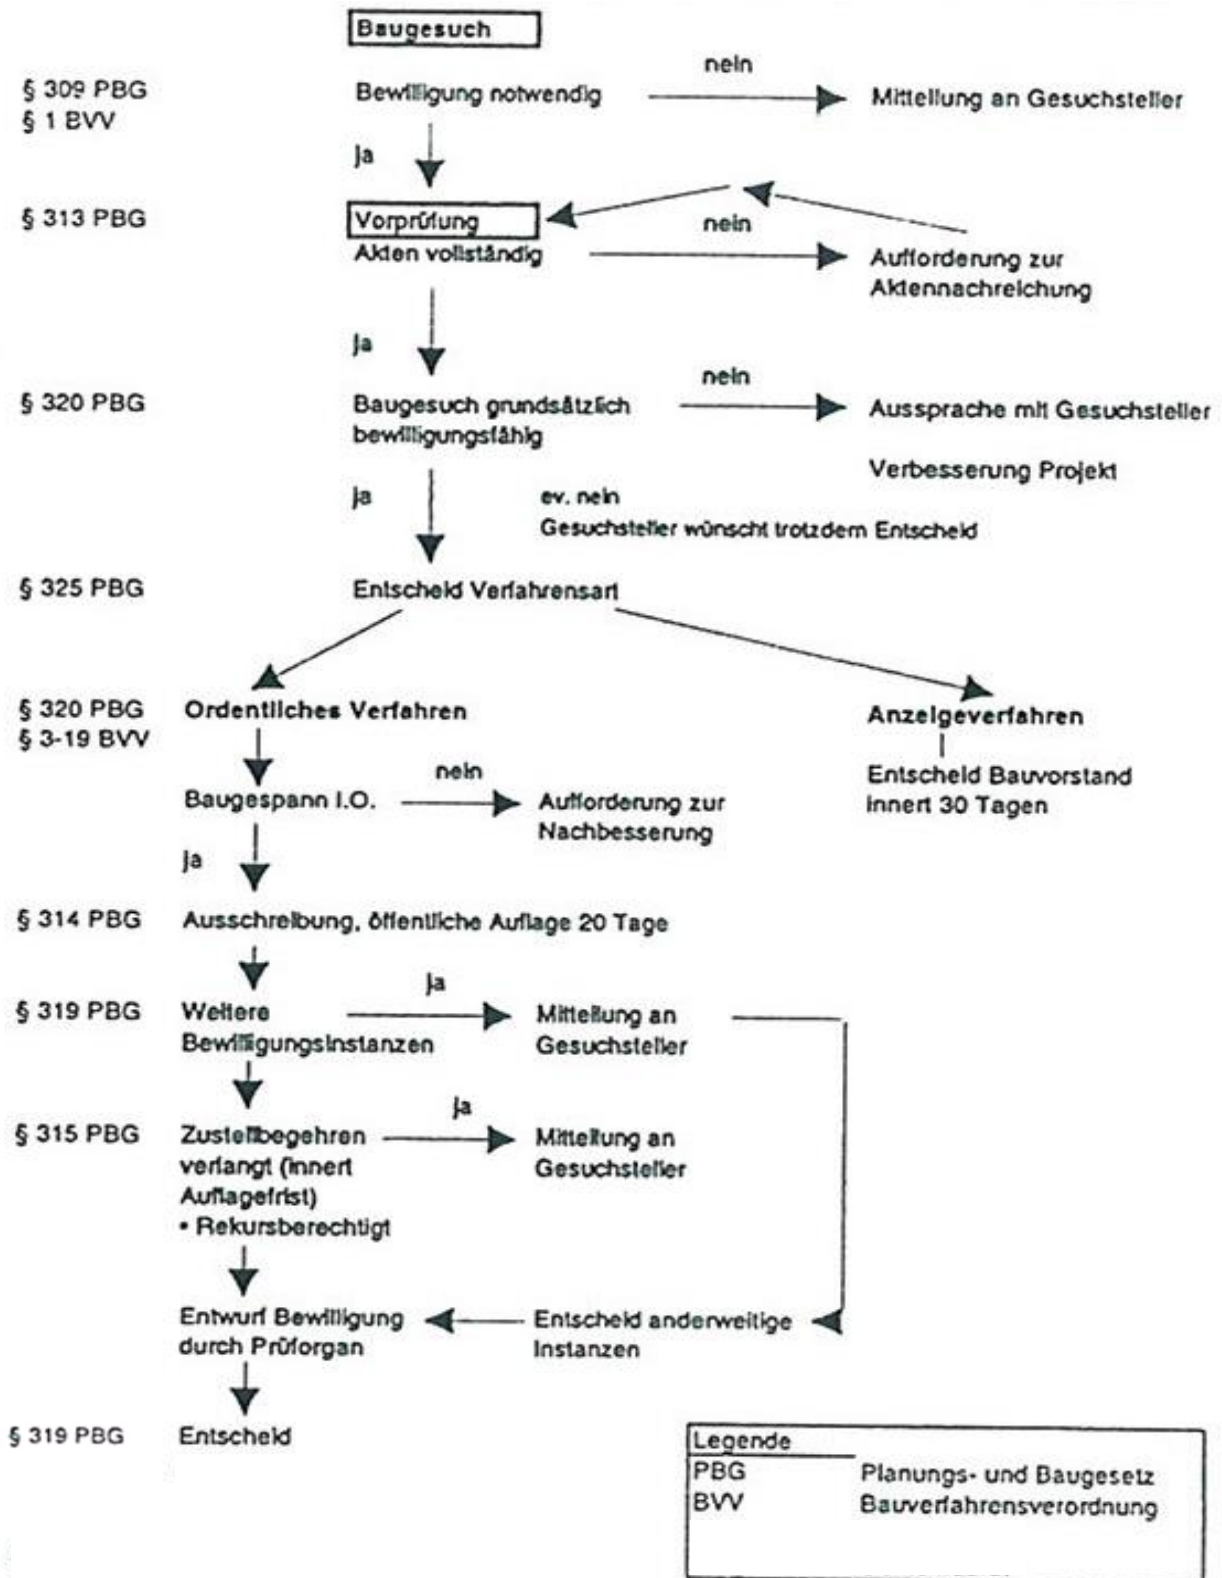 Baugesuch
nein
§ 309 PBG
Bewilligung notwendig
Mitteilung an Gesuchsteller
§ 1 BVV
Ja
§ 313 PBG
Vorprüfung
nein
Akten vollständig
Aufforderung zur
Aktennachreichung
Ja
nein
§ 320 PBG
Baugesuch grundsätzlich
bewilligungsfähig
Aussprache mit Gesuchsteller
Verbesserung Projekt
Ja
ev. nein
Gesuchsteller wünscht trotzdem Entscheid
§ 325 PBG
Entscheid Verfahrensart
§ 320 PBG
§ 3-19 BVV
Ordentliches Verfahren
Anzeigeverfahren
Entscheid Bauvorstand
innert 30 Tagen
nein
Baugespann I.O.
Aufforderung zur
Nachbesserung
Ja
§ 314 PBG
Ausschreibung, öffentliche Auflage 20 Tage
Ja
§ 319 PBG
Weitere
Bewilligungsinstanzen
Mitteilung an
Gesuchsteller
Ja
§ 315 PBG
Zustellbegehren
verlangt (innert
Auflagefrist)
• Rekursberechtigt
Mitteilung an
Gesuchsteller
Entwurf Bewilligung
durch Prüforgan
Entscheid anderweitige
Instanzen
§ 319 PBG
Entscheid
Legende
PBG Planungs- und Baugesetz
BVV Bauverfahrensverordnung